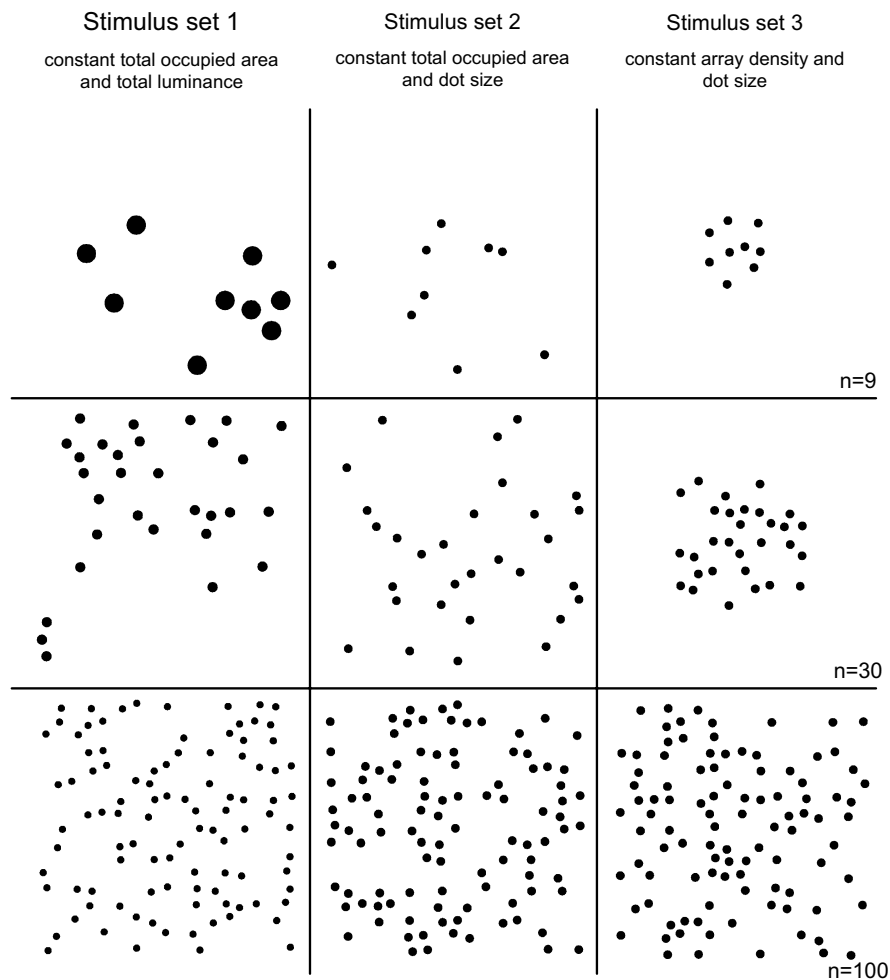 Stimulus set 1
constant total occupied area
and total luminance
Stimulus set 2
constant total occupied area
and dot size
Stimulus set 3
constant array density and
dot size
n=9
n=30
n=100